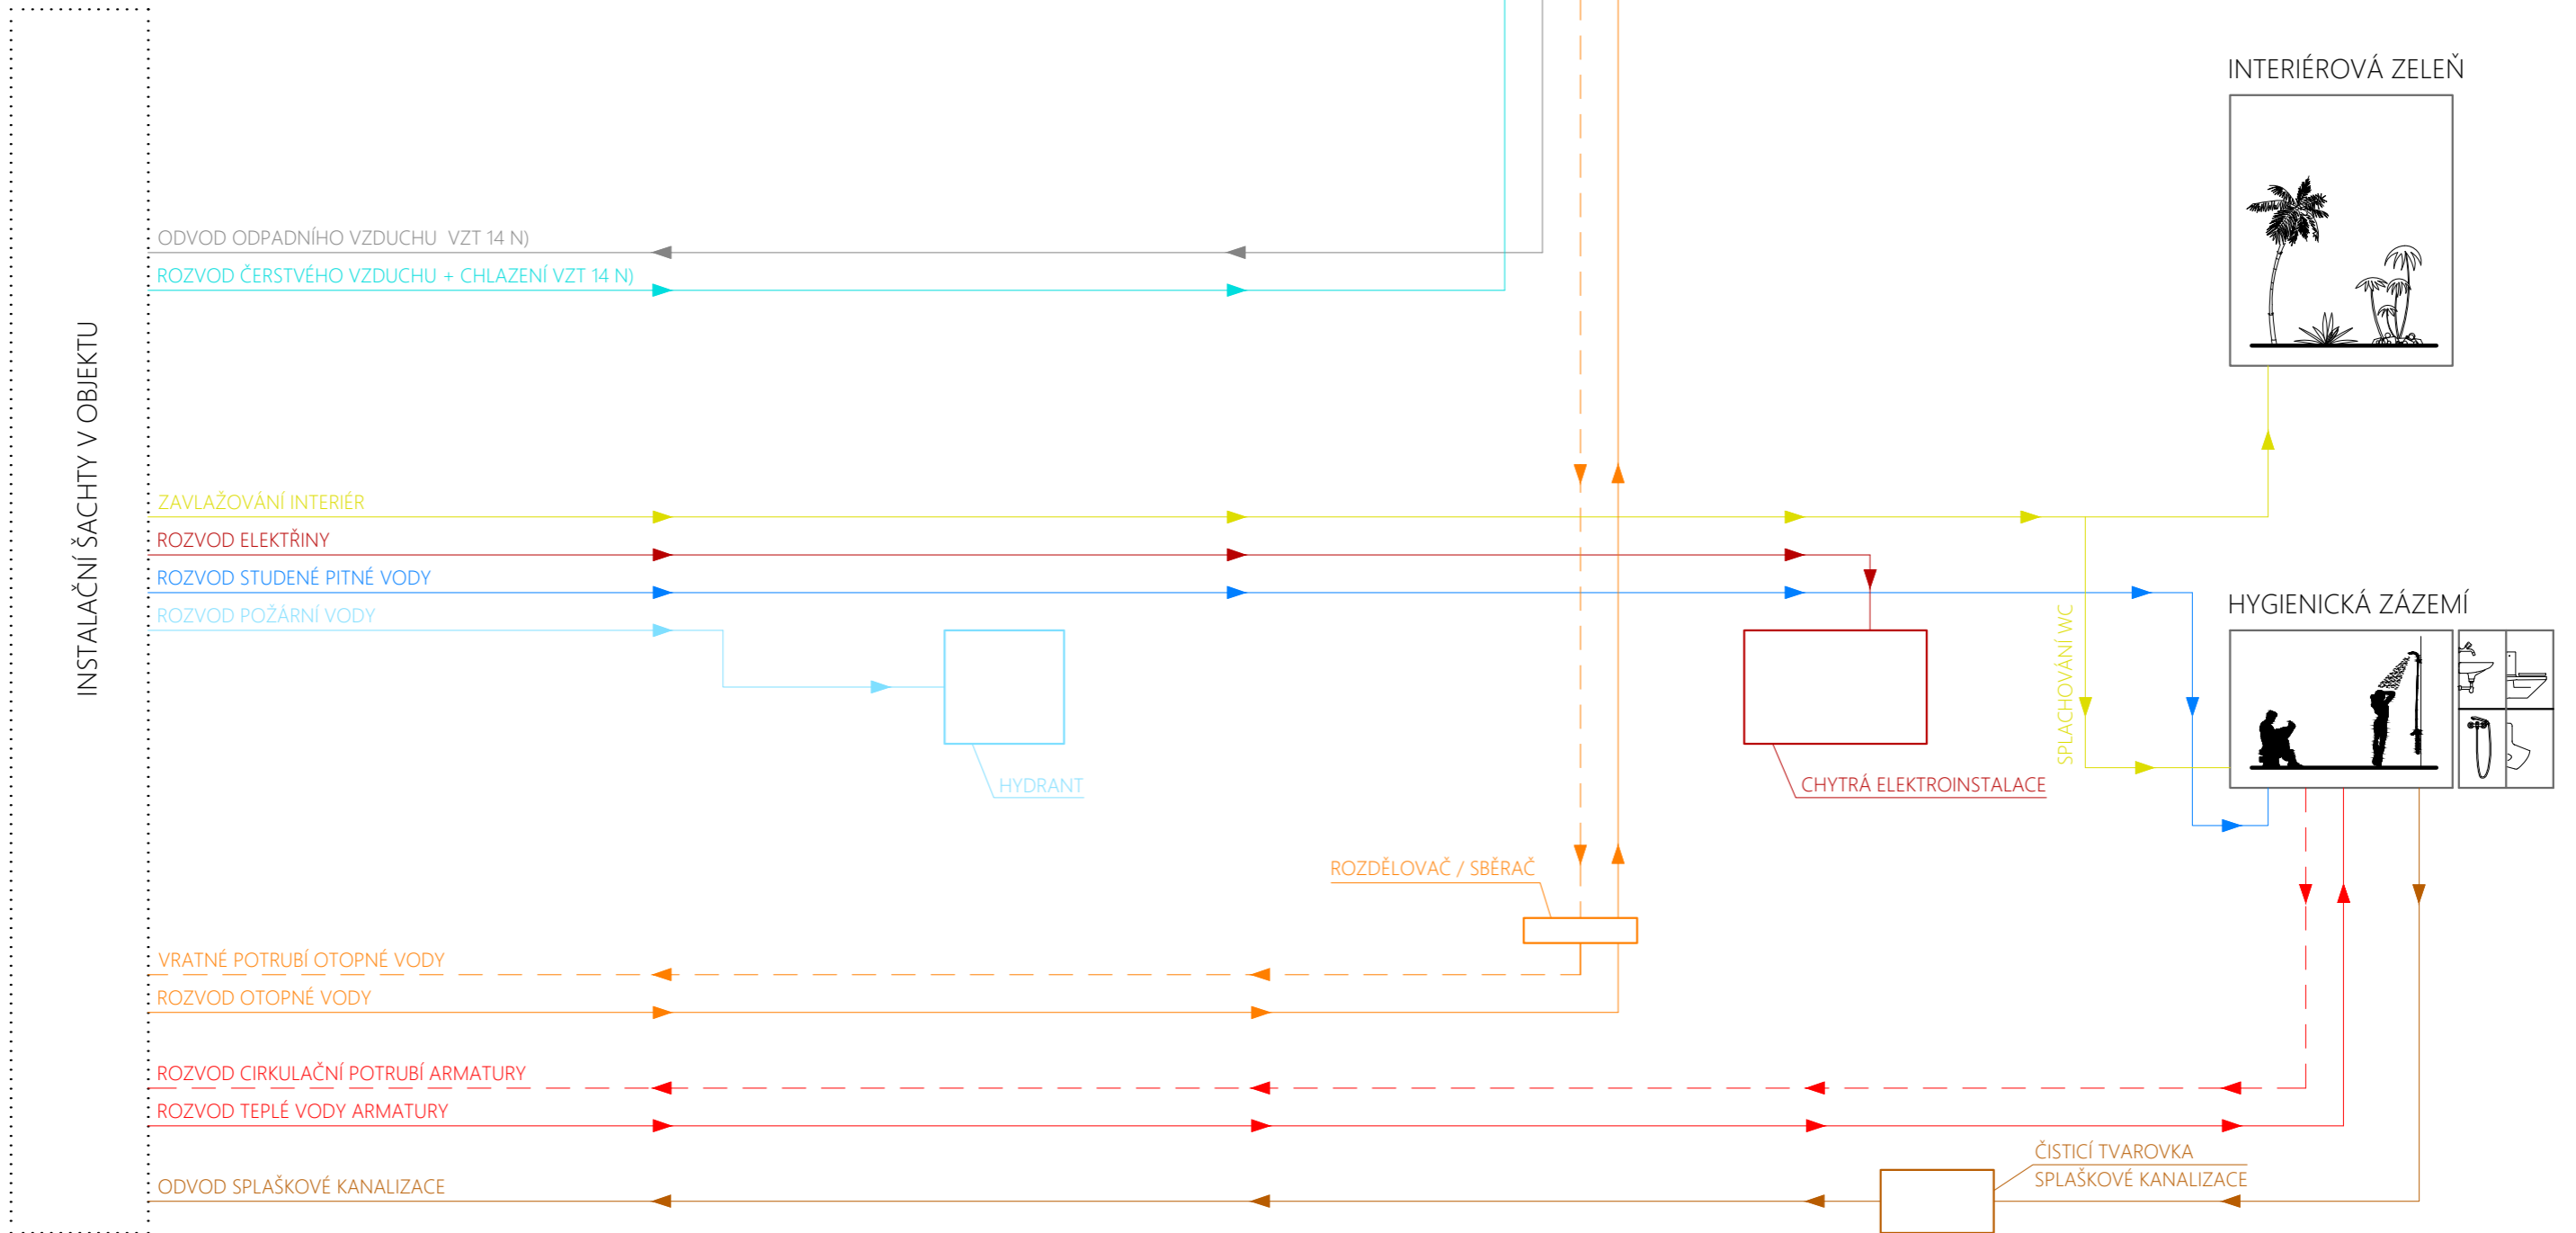 INTERIÉROVÁ ZELEŇ
ODVOD ODPADNÍHO VZDUCHU  VZT 14 N)
ROZVOD ČERSTVÉHO VZDUCHU + CHLAZENÍ VZT 14 N)
INSTALAČNÍ ŠACHTY V OBJEKTU
ZAVLAŽOVÁNÍ INTERIÉR
ROZVOD ELEKTŘINY
ROZVOD STUDENÉ PITNÉ VODY
ROZVOD POŽÁRNÍ VODY
HYGIENICKÁ ZÁZEMÍ
SPLACHOVÁNÍ WC
HYDRANT
CHYTRÁ ELEKTROINSTALACE
ROZDĚLOVAČ / SBĚRAČ
VRATNÉ POTRUBÍ OTOPNÉ VODY
ROZVOD OTOPNÉ VODY
ROZVOD CIRKULAČNÍ POTRUBÍ ARMATURY
ROZVOD TEPLÉ VODY ARMATURY
ČISTICÍ TVAROVKA
SPLAŠKOVÉ KANALIZACE
ODVOD SPLAŠKOVÉ KANALIZACE